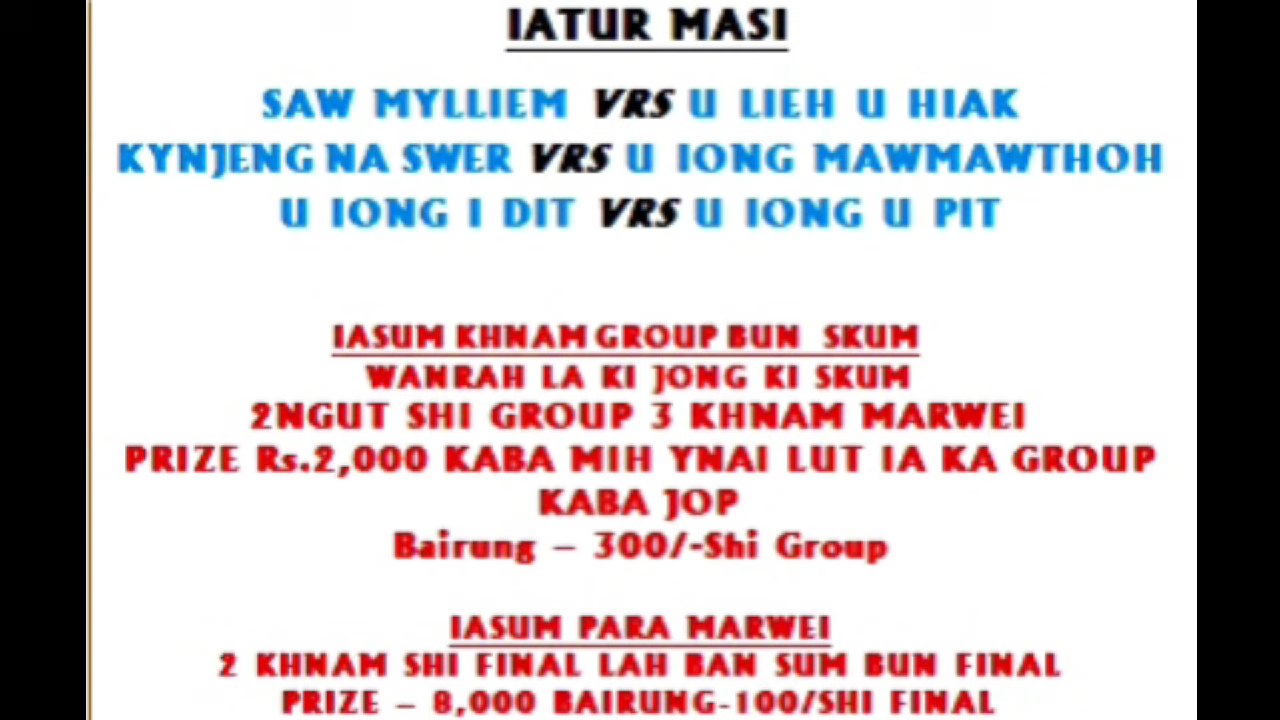 IATUR MASI
SAW MYLLIEM VRS U LIEH U HIAK
KYNJENG NA SWER VRS U IONG MAWMAWTHOH
U IONG I DIT VRS U IONG U PIT
IASUM KHNAM GROUP BUN SKUM
WANRAH LA KI JONG KI SKUM
2NGUT SHI GROUP 3 KHNAM MARWEI
PRIZE Rs.2,000 KABA MIH YNAI LUT IA KA GROUP
KABA JOP
Bairung – 300/-Shi Group
IASUM PARA MARWEI
2 KHNAM SHI FINAL LAH BAN SUM BUN FINAL
PRIZE – 8,000 BAIRUNG-100/SHI FINAL